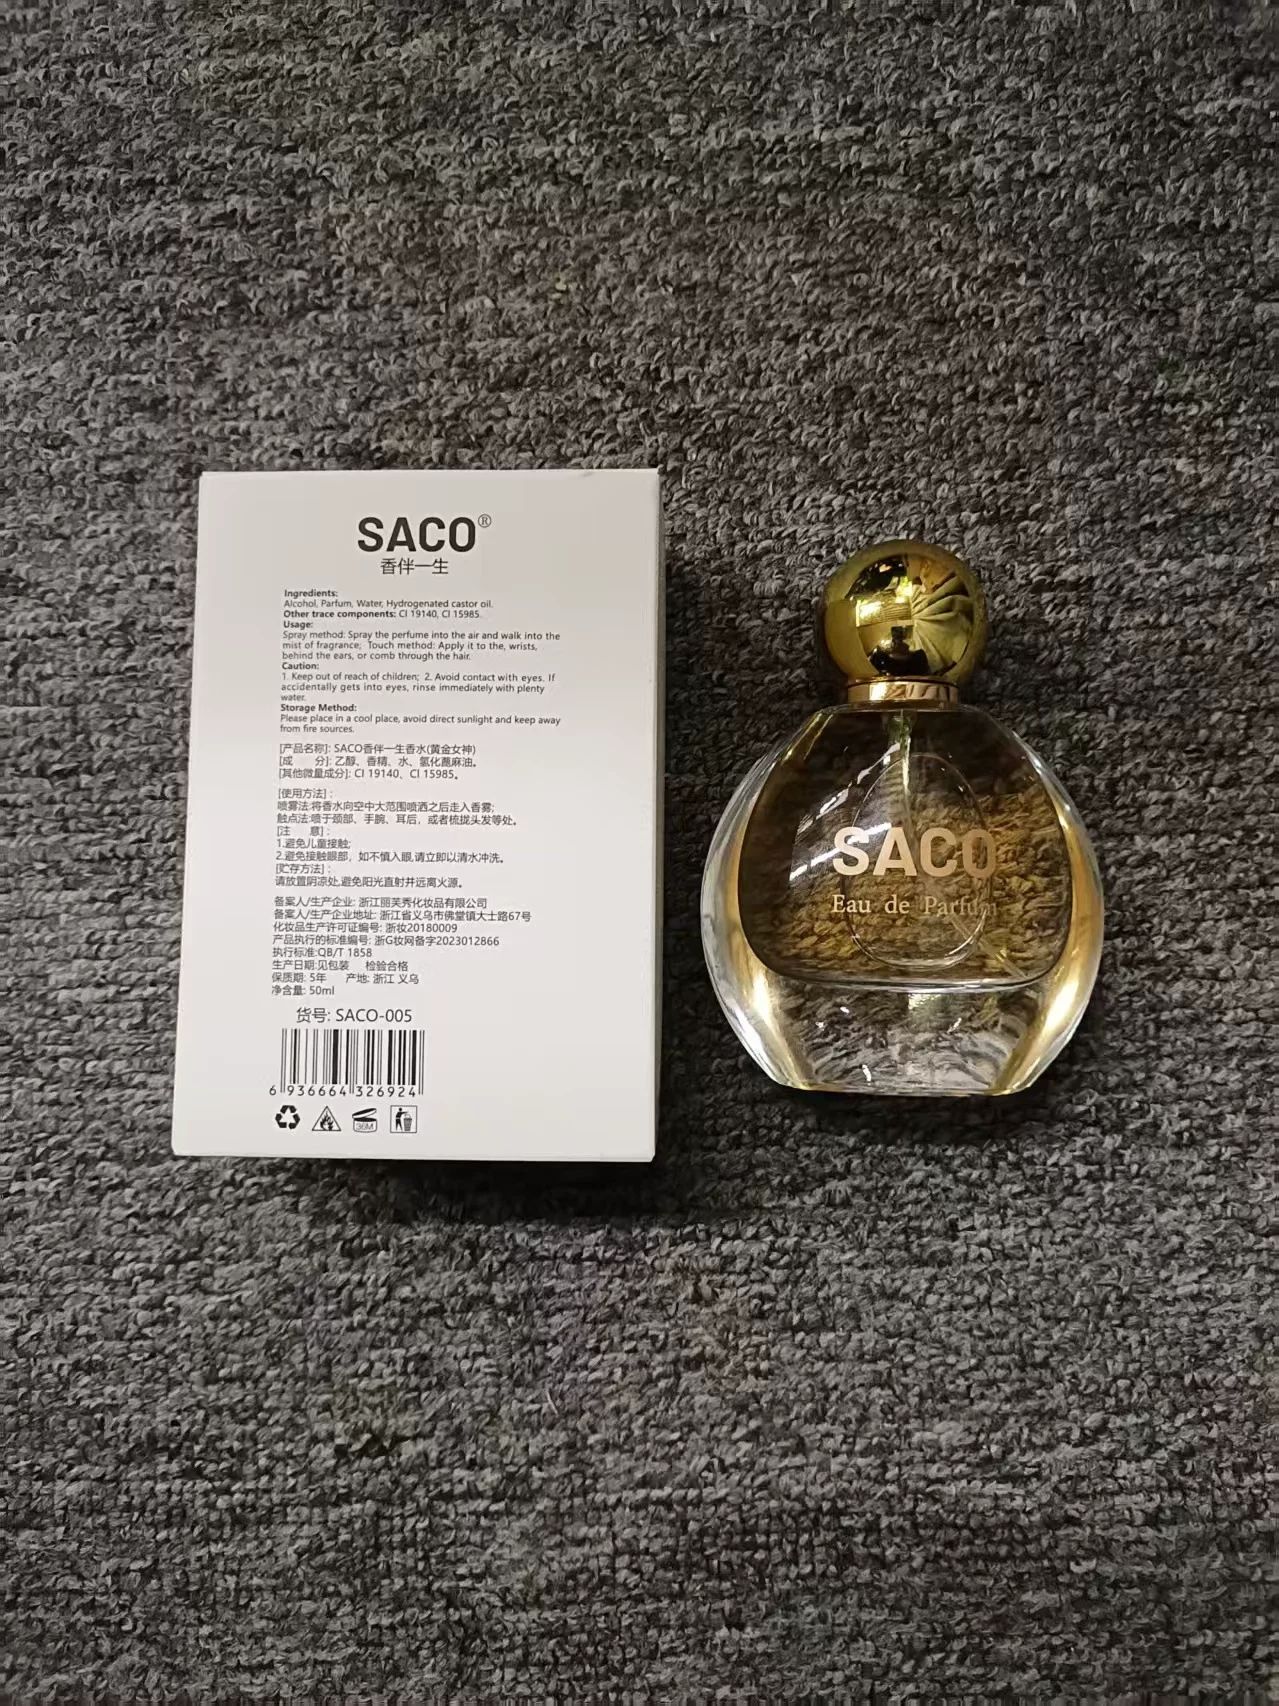 SACO®
香伴一生
Ingredients:
Alcohol, Parfum, Water, Hydrogenated castor oil.
Other trace components: CI 19140, CI 15985.
Usage:
Spray method: Spray the perfume into the air and walk into the
mist of fragrance; Touch method: Apply it to the, wrists,
behind the ears, or comb through the hair.
Caution:
1. Keep out of reach of children; 2. Avoid contact with eyes. If
accidentally gets into eyes, rinse immediately with plenty
water.
Storage Method:
Please place in a cool place, avoid direct sunlight and keep away
from fire sources.
[产品名称]: SACO香伴一生香水(黄金女神)
[成 分]: 乙醇、香精、水、氢化蓖麻油。
[其他微量成分]: CI 19140、CI 15985。
[使用方法]:
喷雾法:将香水向空中大范围喷洒之后走入香雾;
触点法:喷于颈部、手腕、耳后，或者梳拢头发等处。
[注 意]:
1.避免儿童接触;
2.避免接触眼部，如不慎入眼,请立即以清水冲洗。
[贮存方法]:
请放置阴凉处,避免阳光直射并远离火源。
备案人/生产企业: 浙江丽芙秀化妆品有限公司
备案人/生产企业地址: 浙江省义乌市佛堂镇大士路67号
化妆品生产许可证编号: 浙妆20180009
产品执行的标准编号: 浙G妆网备字2023012866
执行标准:QB/T 1858
生产日期:见包装 检验合格
保质期: 5年 产地: 浙江 义乌
净含量: 50ml
货号: SACO-005
6 936664 326924
36M
SACO
Eau de Parfum